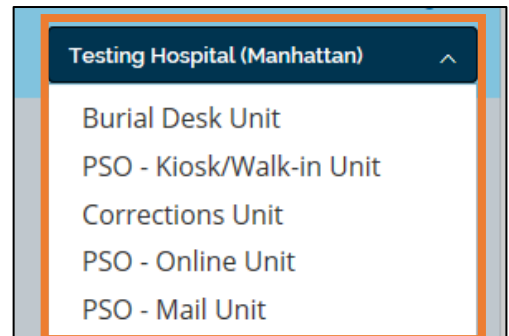 Testing Hospital (Manhattan)
Burial Desk Unit
PSO - Kiosk/Walk-in Unit
Corrections Unit
PSO - Online Unit
PSO - Mail Unit